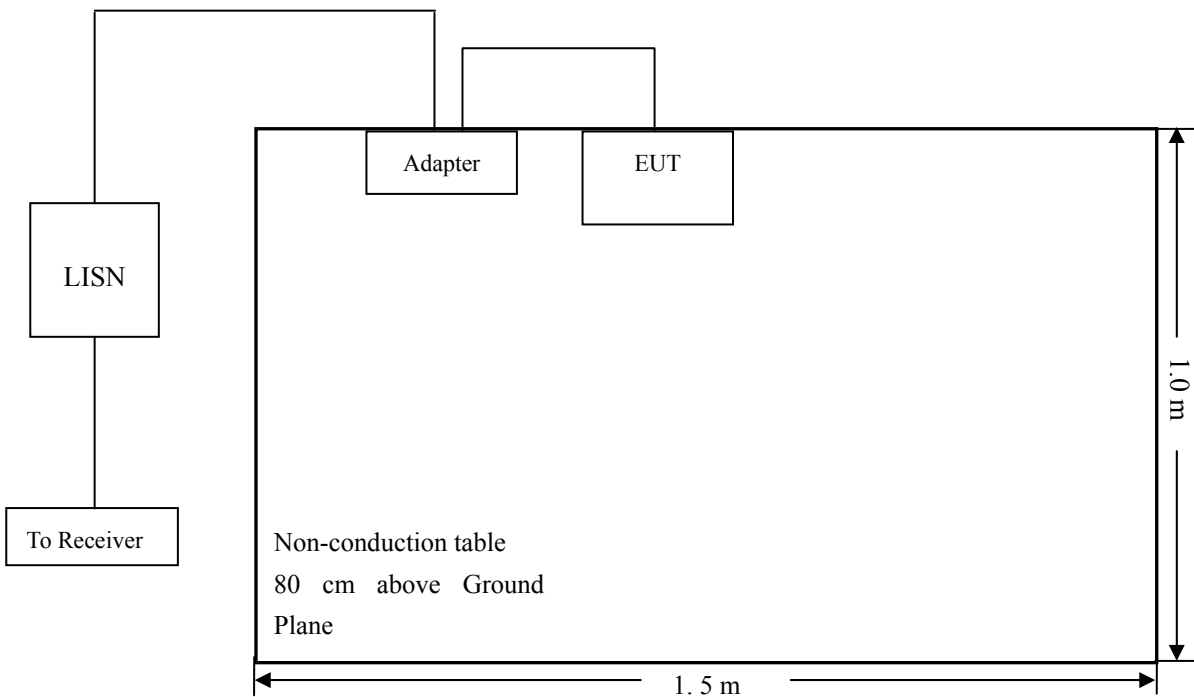 Adapter
EUT
LISN
1.0 m
To Receiver
Non-conduction table
80 cm above Ground
Plane
1. 5 m